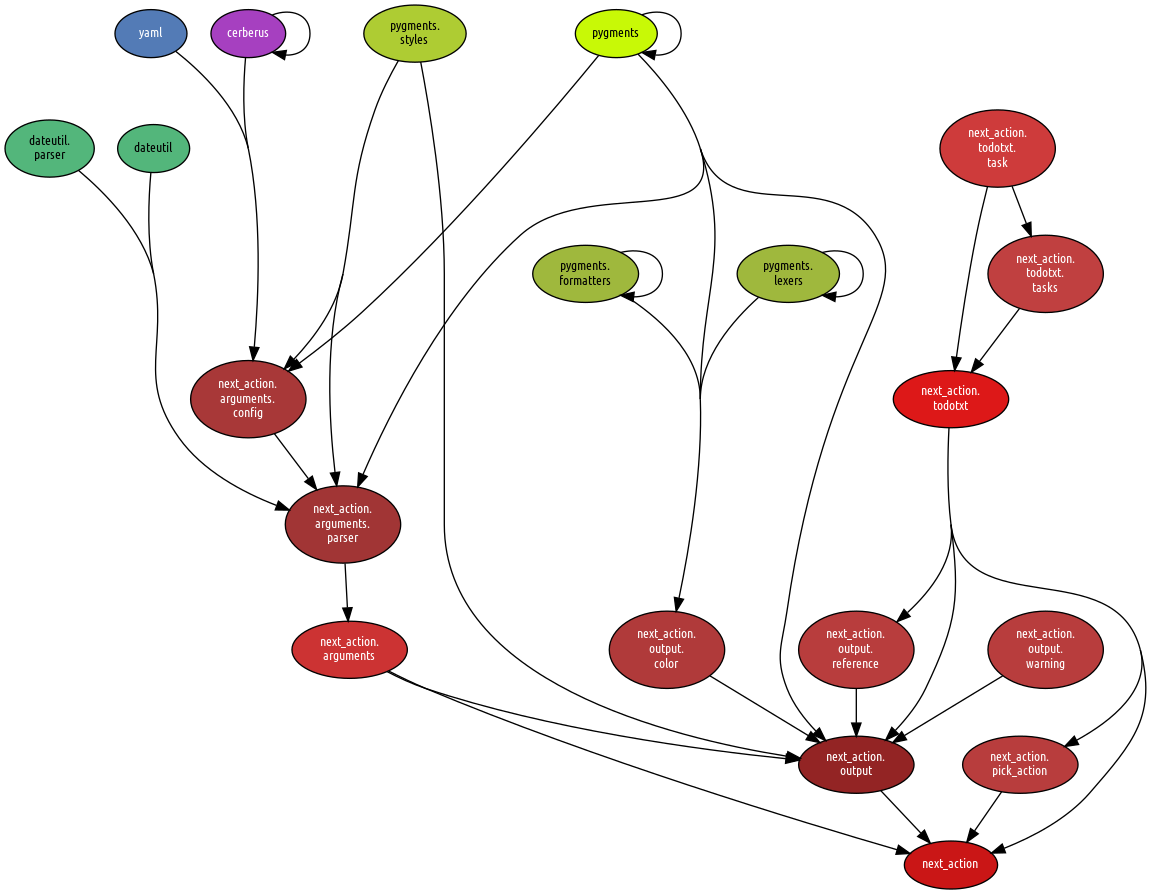 yaml
cerberus
pygments.
styles
pygments
dateutil.
parser
dateutil
next_action.
todotxt.
task
pygments.
formatters
pygments.
lexers
next_action.
todotxt.
tasks
next_action.
arguments.
config
next_action.
todotxt
next_action.
arguments.
parser
next_action.
arguments
next_action.
output.
color
next_action.
output.
reference
next_action.
output.
warning
next_action.
output
next_action.
pick_action
next_action